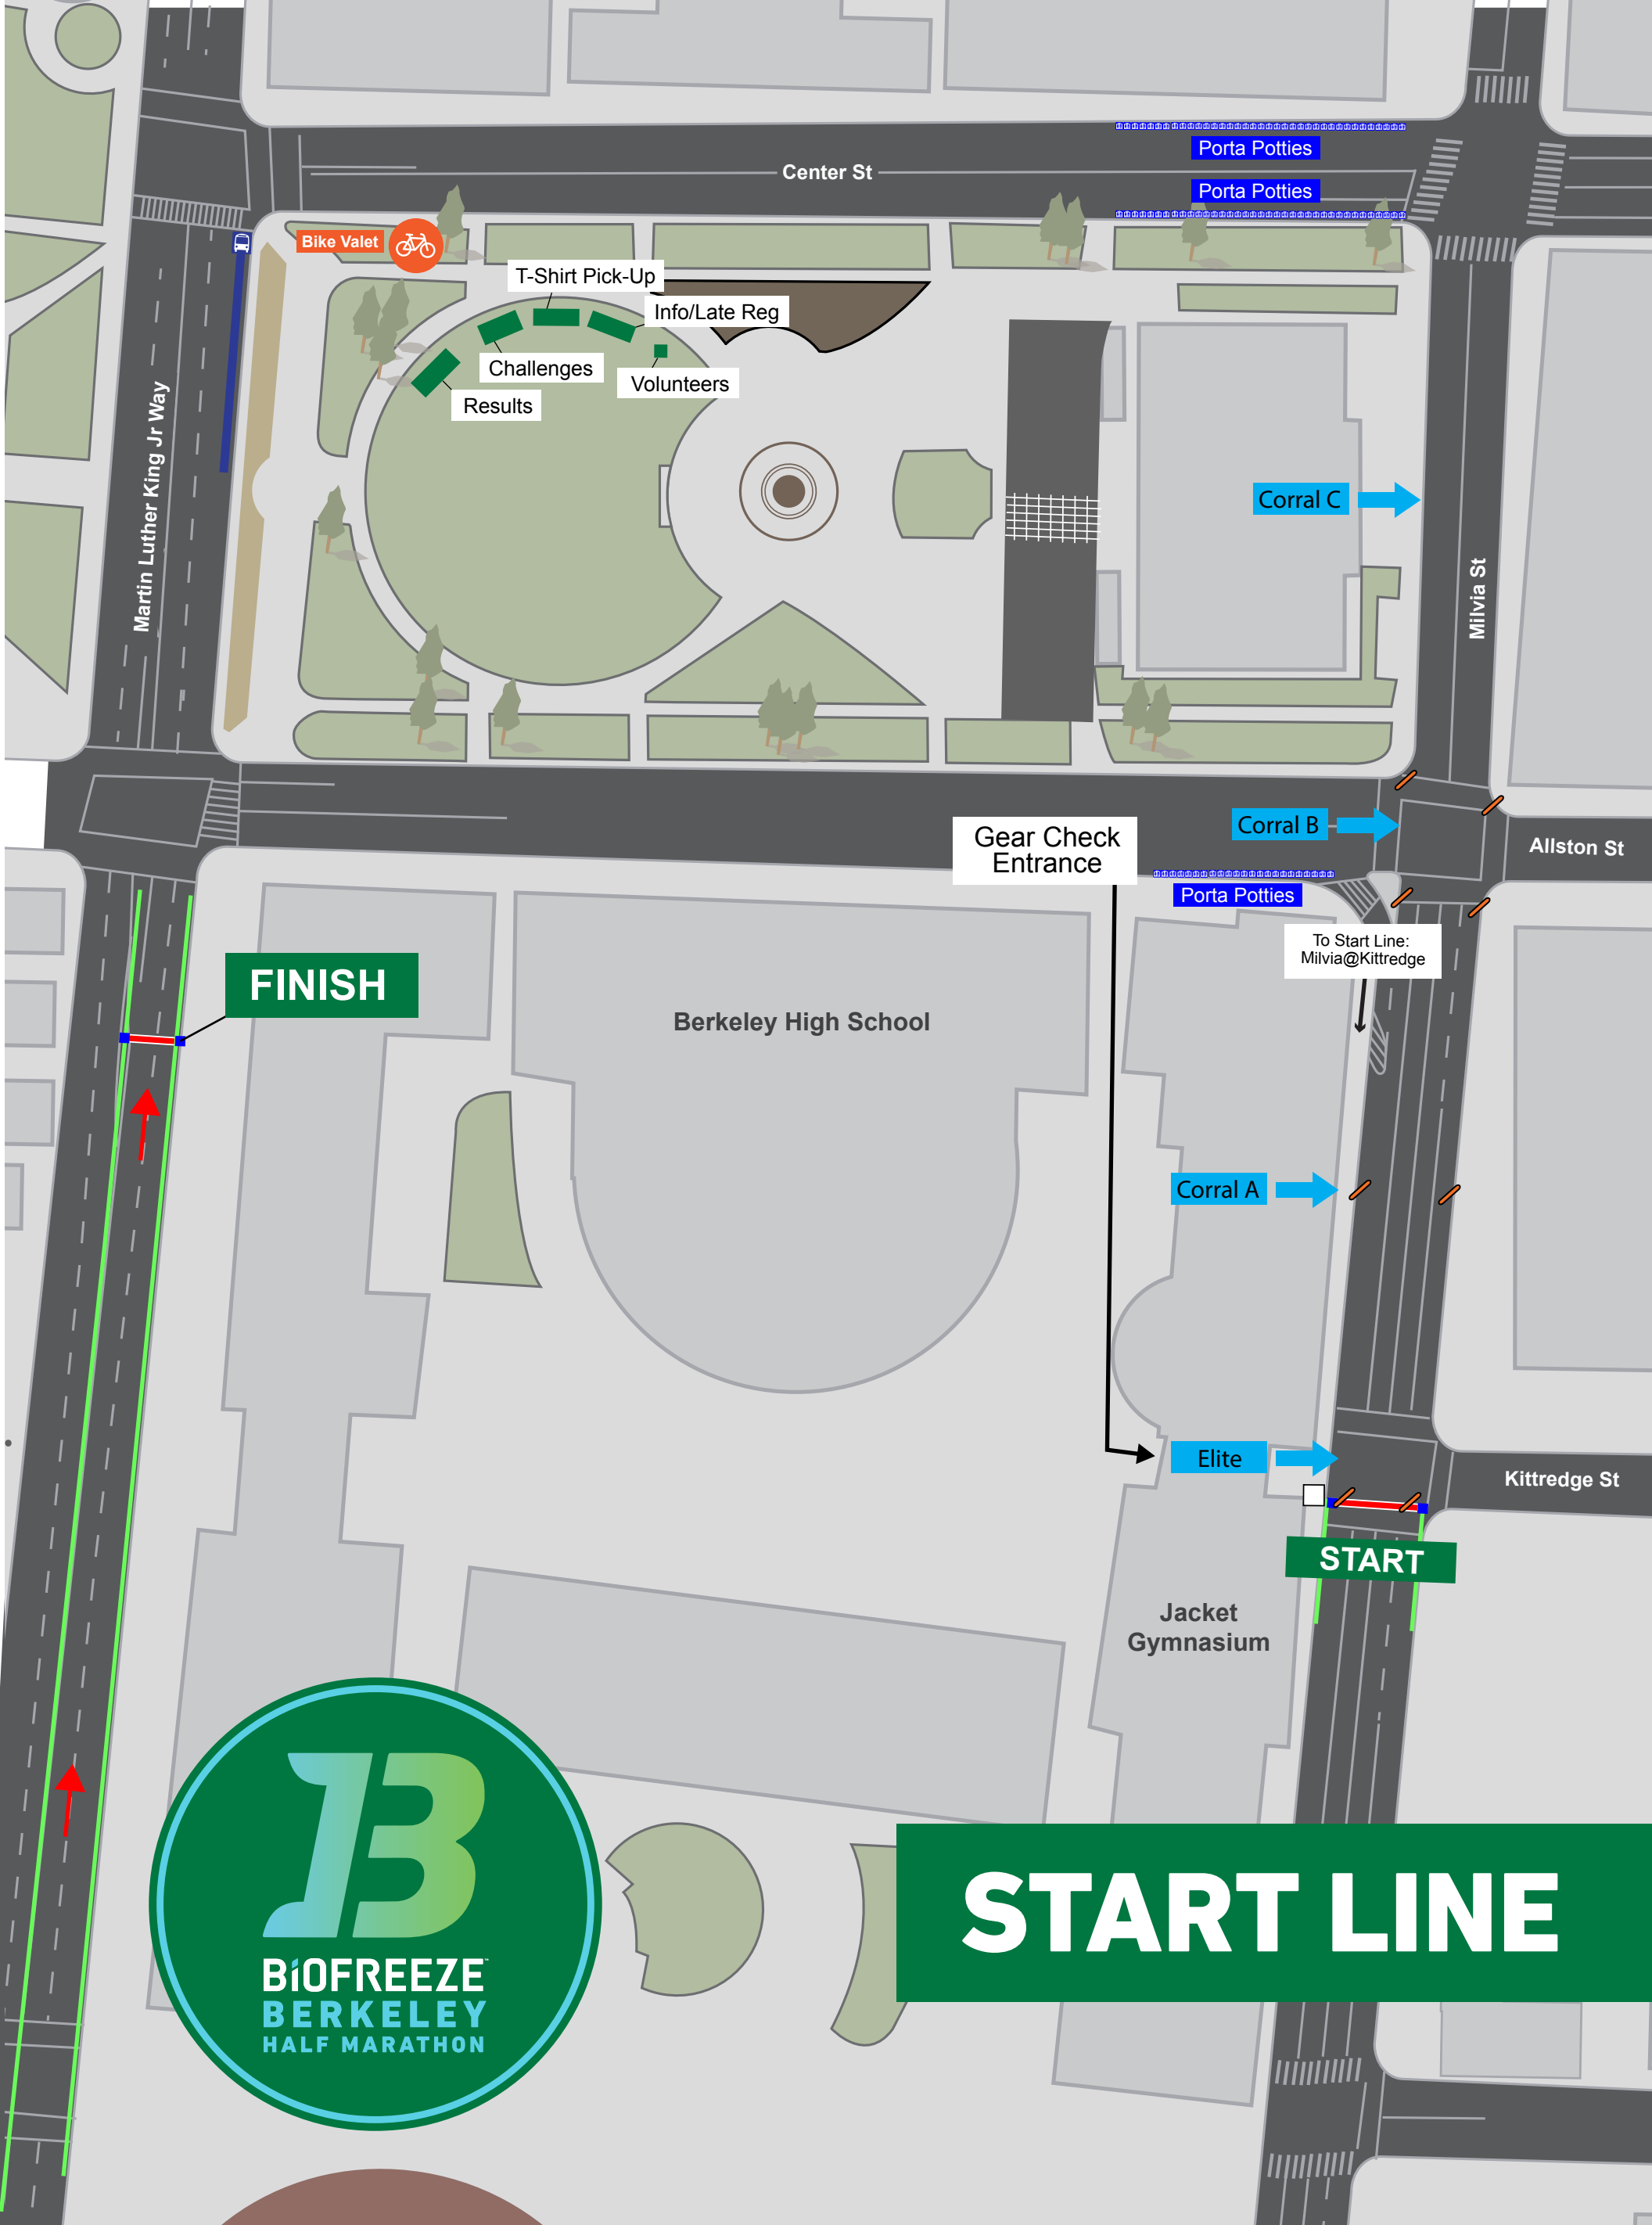 Porta Potties
Center St
Porta Potties
Bike Valet
T-Shirt Pick-Up
Info/Late Reg
Challenges
Volunteers
Results
Martin Luther King Jr Way
Corral C
Milvia St
Corral B
Gear Check
Entrance
Allston St
Porta Potties
To Start Line:
Milvia@Kittredge
FINISH
Berkeley High School
Corral A
Elite
Kittredge St
START
Jacket
Gymnasium
13
BIOFREEZE™
BERKELEY
HALF MARATHON
START LINE